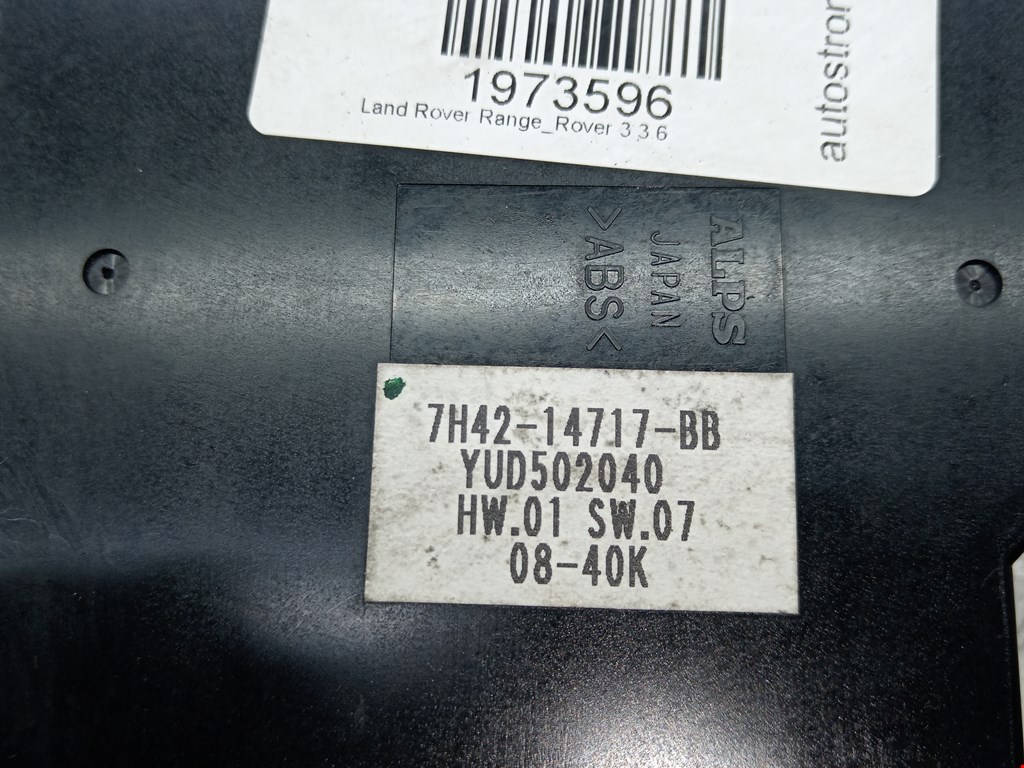 1973596
Land Rover Range_Rover 3 3 6
autostron
ALPS
JAPAN
>ABS<
7H42-14717-BB
YUD502040
HW.01 SW.07
08-40K